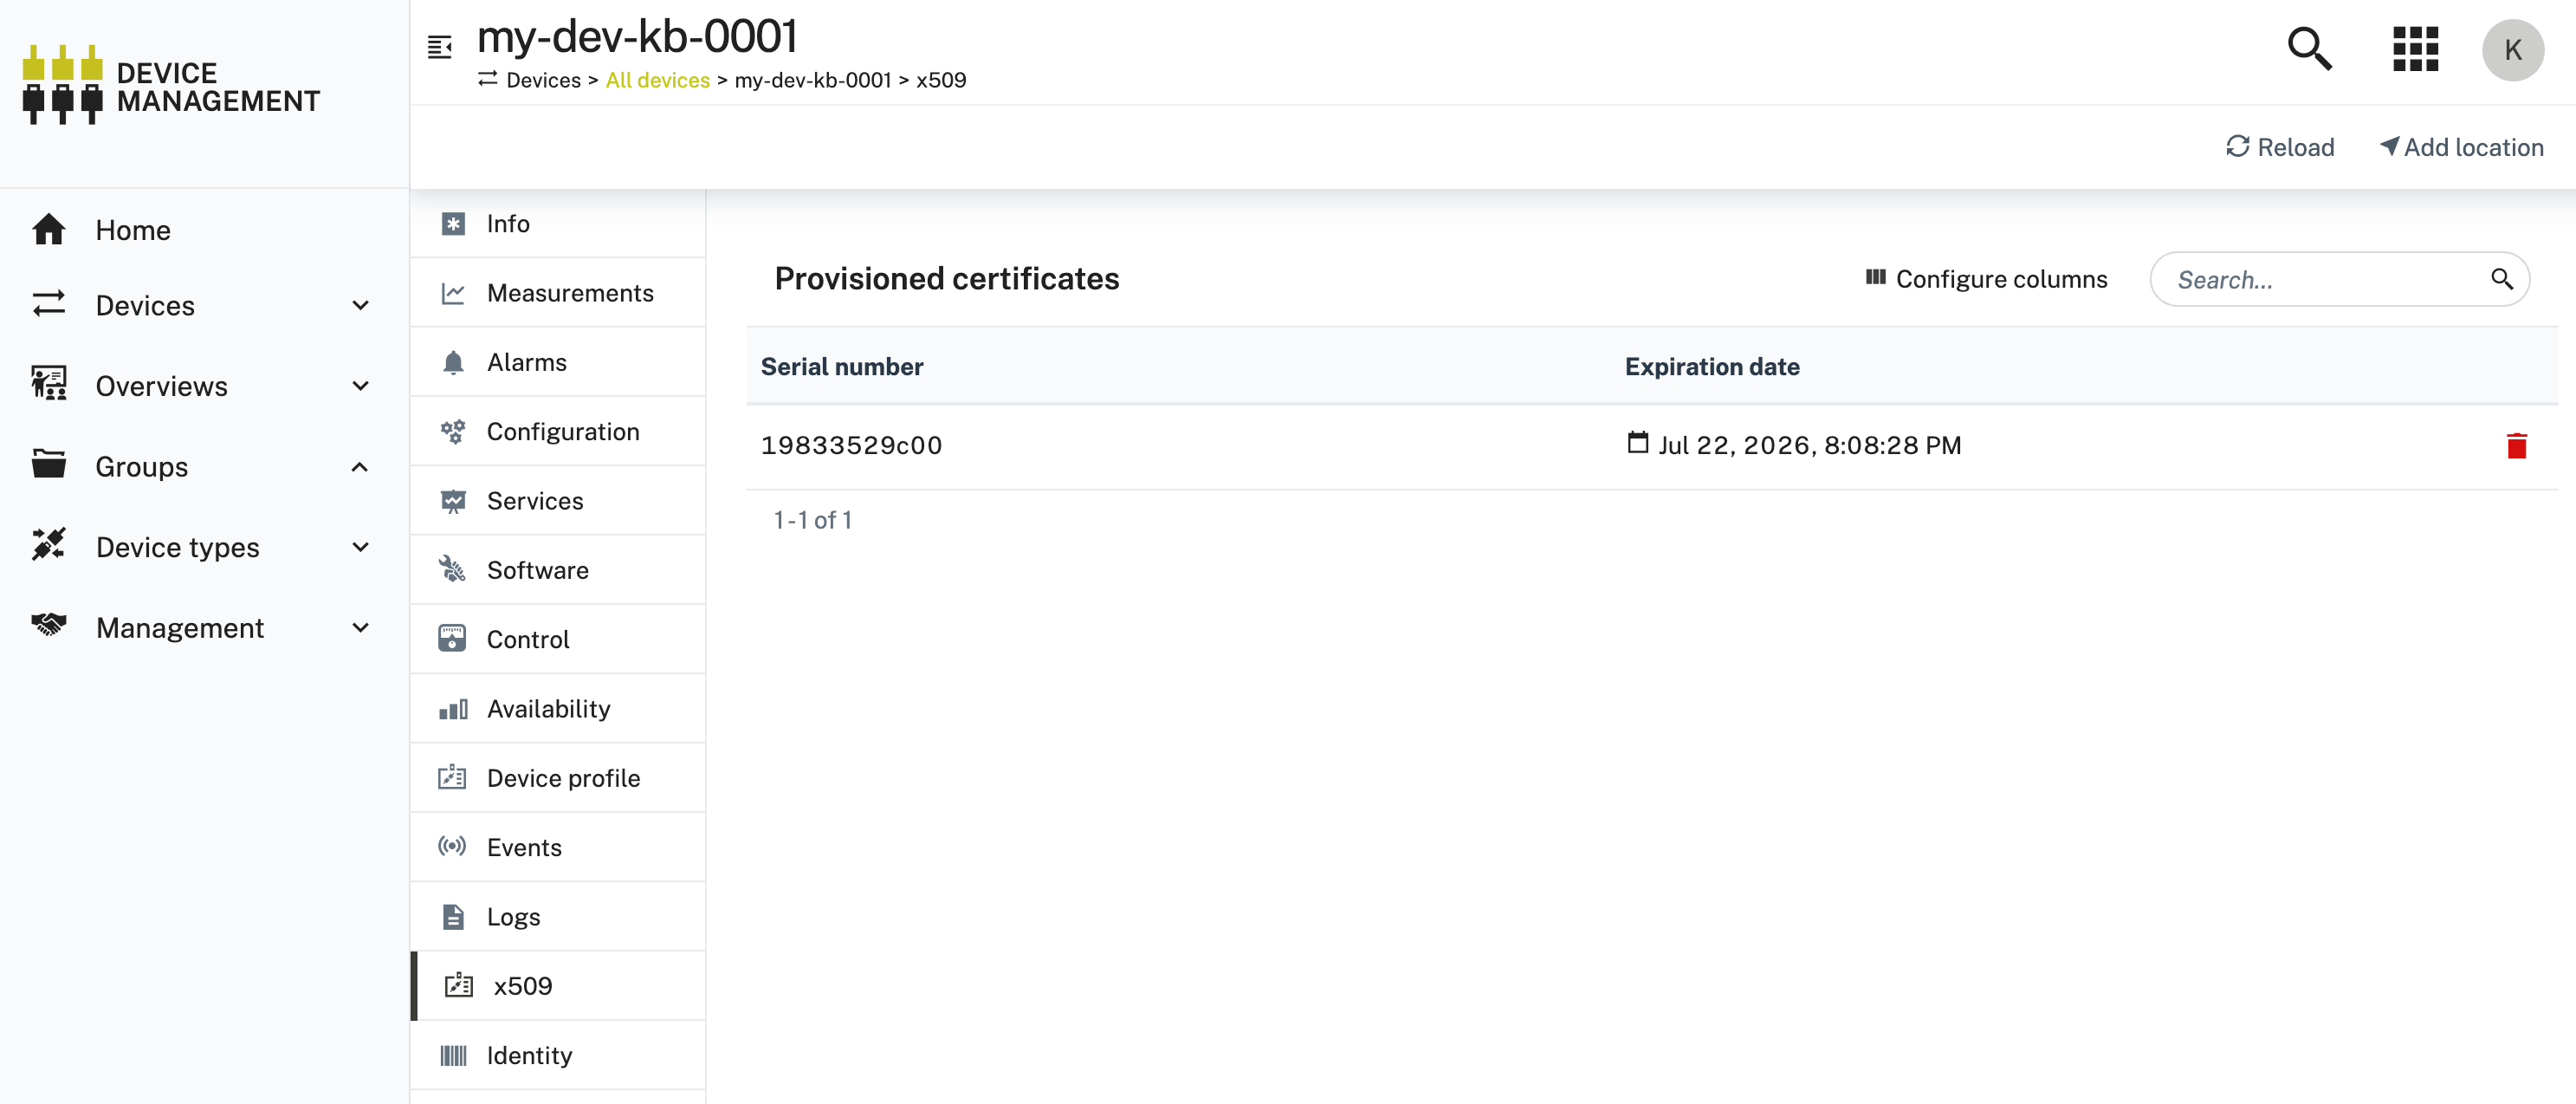 DEVICE
MANAGEMENT
Home
Devices
Overviews
Groups
Device types
Management
my-dev-kb-0001
Devices > All devices > my-dev-kb-0001 > x509
K
Reload
Add location
Info
Measurements
Alarms
Configuration
Services
Software
Control
Availability
Device profile
Events
Logs
x509
Identity
Provisioned certificates
Configure columns
Search...
Serial number Expiration date
19833529c00 Jul 22, 2026, 8:08:28 PM
1-1 of 1